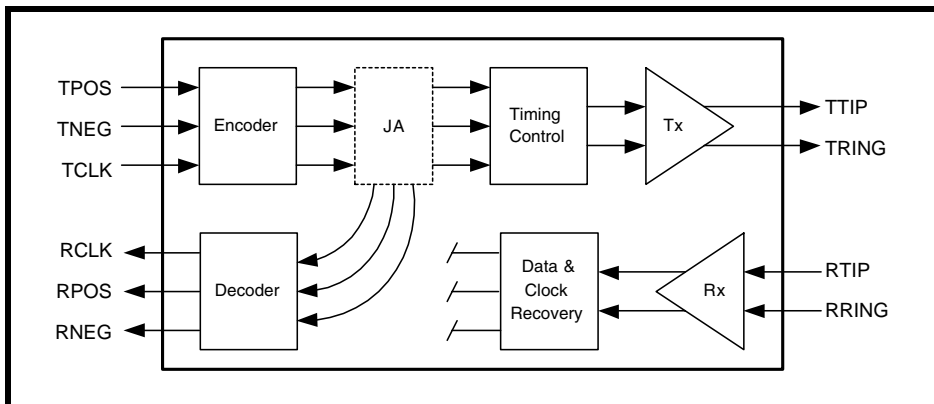 TPOS
TNEG
TCLK
Encoder
JA
Timing
Control
Tx
TTIP
TRING
RCLK
RPOS
RNEG
Decoder
Data &
Clock
Recovery
Rx
RTIP
RRING